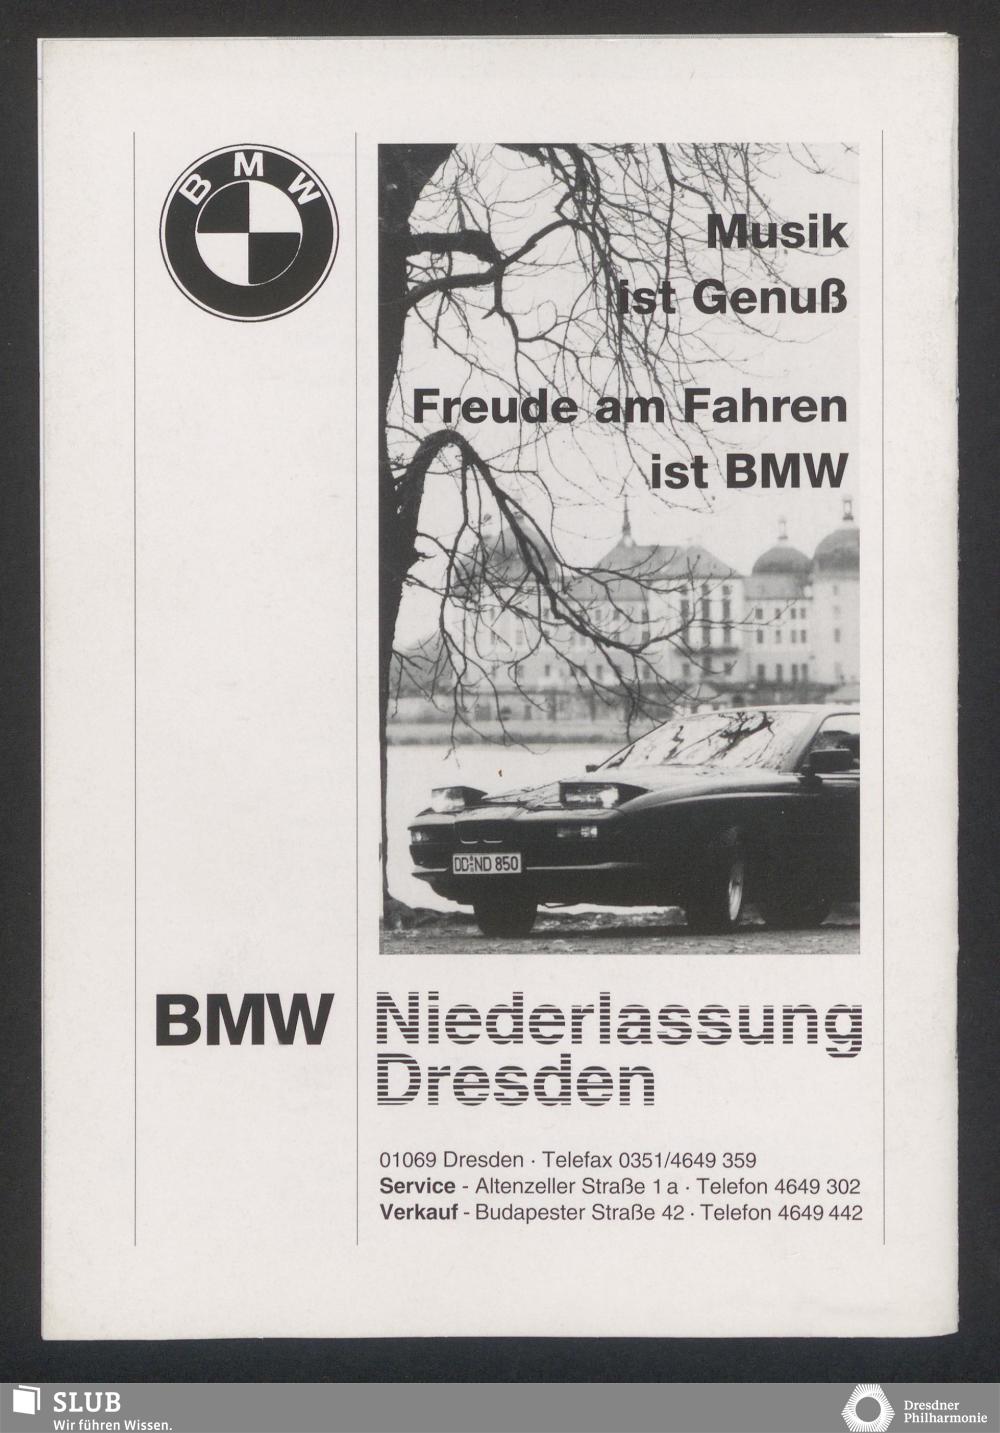 BMW
Musik
ist Genuß
Freude am Fahren
ist BMW
DD ND 850
BMW Niederlassung
Dresden
01069 Dresden · Telefax 0351/4649 359
Service - Altenzeller Straße 1 a · Telefon 4649 302
Verkauf - Budapester Straße 42 · Telefon 4649 442
SLUB
Wir führen Wissen.
Dresdner
Philharmonie